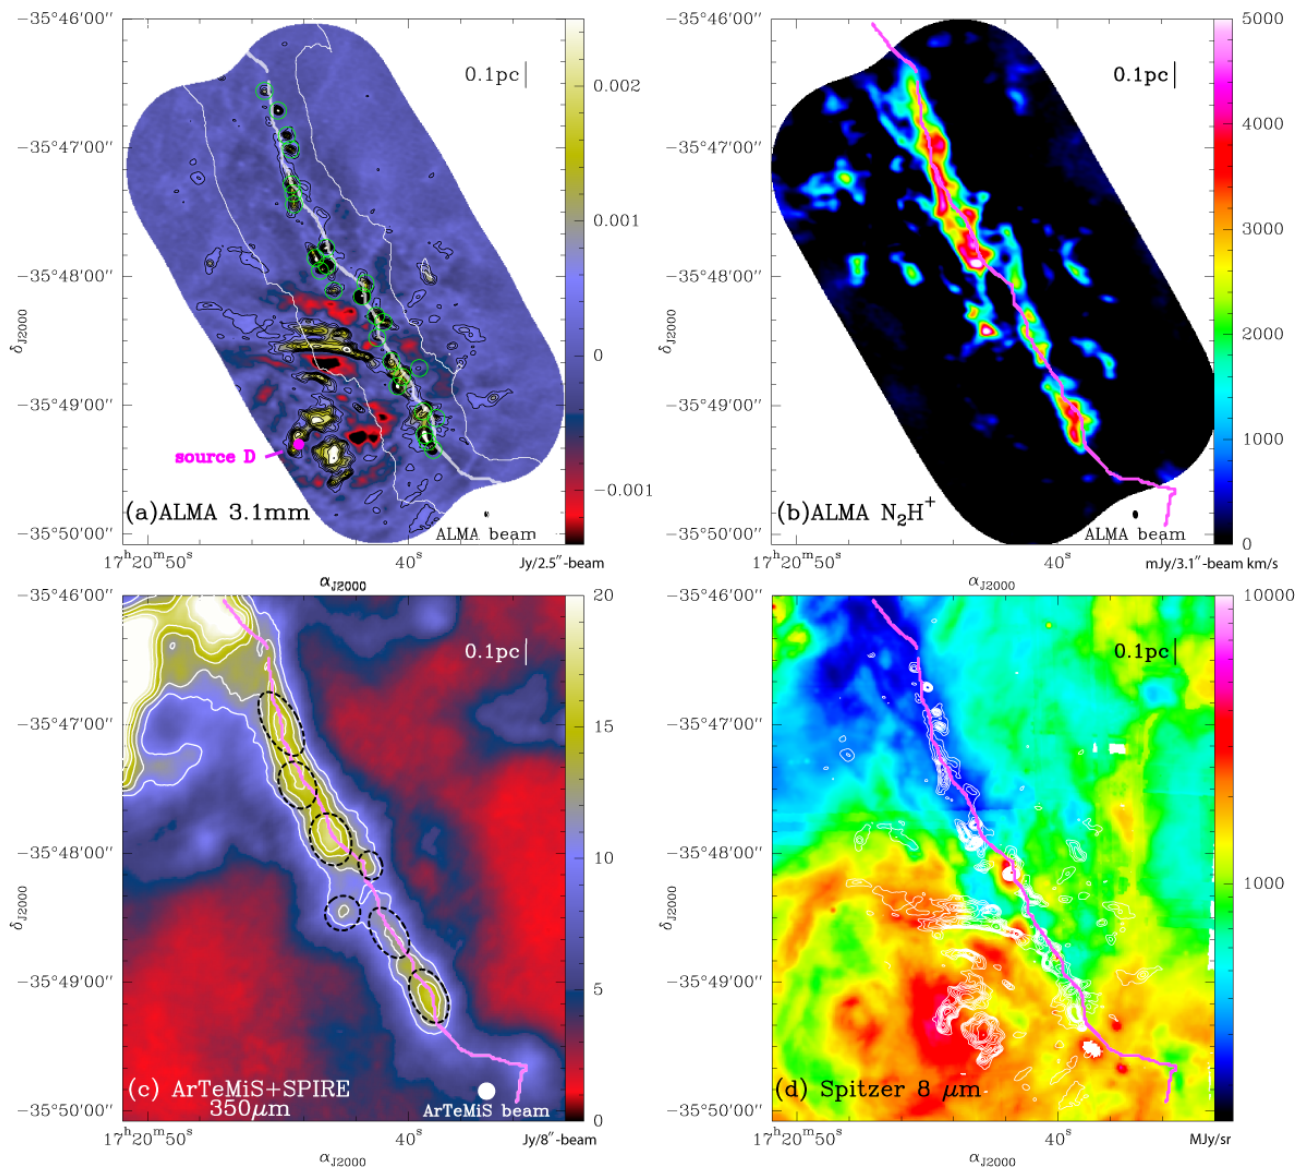 −35°46′00″
−35°47′00″
−35°48′00″
δJ2000
−35°49′00″
−35°50′00″
0.1pc
source D
(a)ALMA 3.1mm
ALMA beam
17ʰ20ᵐ50ˢ
40ˢ
αJ2000
Jy/2.5″-beam
0.002
0.001
0
−0.001
−35°46′00″
−35°47′00″
−35°48′00″
δJ2000
−35°49′00″
−35°50′00″
0.1pc
(b)ALMA N₂H⁺
ALMA beam
17ʰ20ᵐ50ˢ
40ˢ
αJ2000
mJy/3.1″-beam km/s
5000
4000
3000
2000
1000
0
−35°46′00″
−35°47′00″
−35°48′00″
δJ2000
−35°49′00″
−35°50′00″
0.1pc
(c) ArTeMiS+SPIRE
350μm
ArTeMiS beam
17ʰ20ᵐ50ˢ
40ˢ
αJ2000
Jy/8″-beam
20
15
10
5
0
−35°46′00″
−35°47′00″
−35°48′00″
δJ2000
−35°49′00″
−35°50′00″
0.1pc
(d) Spitzer 8 μm
17ʰ20ᵐ50ˢ
40ˢ
αJ2000
MJy/sr
10000
1000